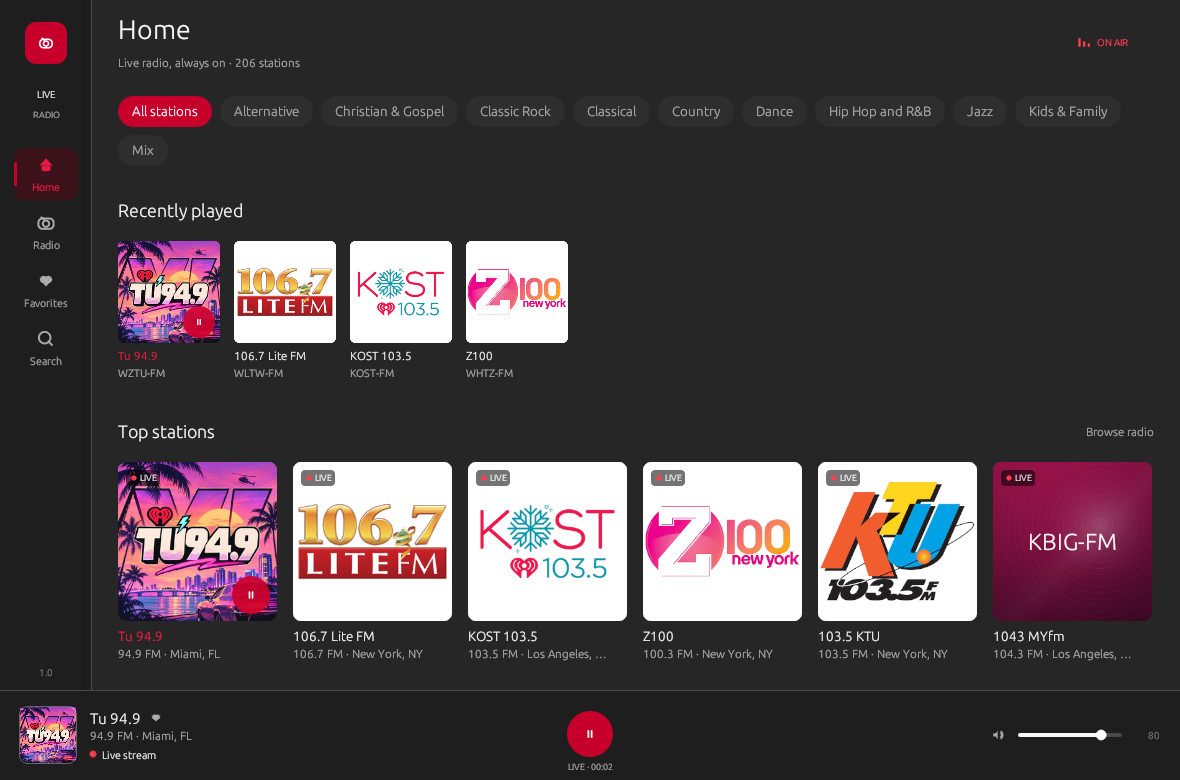 Home
Live radio, always on · 206 stations
ON AIR
LIVE
RADIO
Home
Radio
Favorites
Search
1.0
All stations
Alternative
Christian & Gospel
Classic Rock
Classical
Country
Dance
Hip Hop and R&B
Jazz
Kids & Family
Mix
Recently played
TÚ94.9
106.7
LITE FM
KOST
103.5
Z100
new york
Tu 94.9
106.7 Lite FM
KOST 103.5
Z100
WZTU-FM
WLTW-FM
KOST-FM
WHTZ-FM
Top stations
Browse radio
LIVE
LIVE
LIVE
LIVE
LIVE
LIVE
TÚ94.9
106.7
LITE FM
KOST
103.5
Z100
new york
KTU
103.5 FM
KBIG-FM
Tu 94.9
106.7 Lite FM
KOST 103.5
Z100
103.5 KTU
1043 MYfm
94.9 FM · Miami, FL
106.7 FM · New York, NY
103.5 FM · Los Angeles, ...
100.3 FM · New York, NY
103.5 FM · New York, NY
104.3 FM · Los Angeles, ...
TÚ94.9
Tu 94.9
94.9 FM · Miami, FL
Live stream
LIVE · 00:02
80